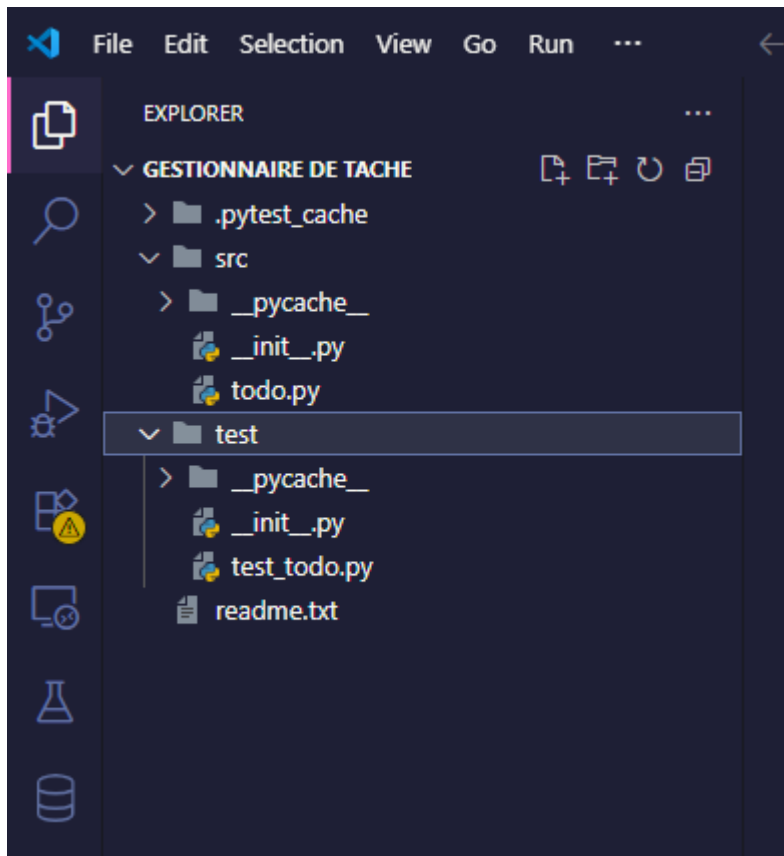 File Edit Selection View Go Run ···
EXPLORER ···
GESTIONNAIRE DE TACHE
.pytest_cache
src
__pycache__
__init__.py
todo.py
test
__pycache__
__init__.py
test_todo.py
readme.txt